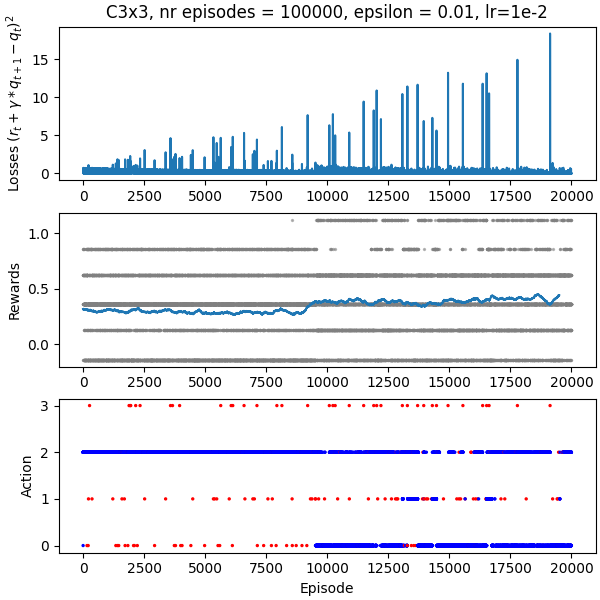 C3x3, nr episodes = 100000, epsilon = 0.01, lr=1e-2
Losses $(r_t + \gamma * q_{t+1} - q_t)^2$
15
10
5
0
0 2500 5000 7500 10000 12500 15000 17500 20000
Rewards
1.0
0.5
0.0
0 2500 5000 7500 10000 12500 15000 17500 20000
Action
3
2
1
0
0 2500 5000 7500 10000 12500 15000 17500 20000
Episode